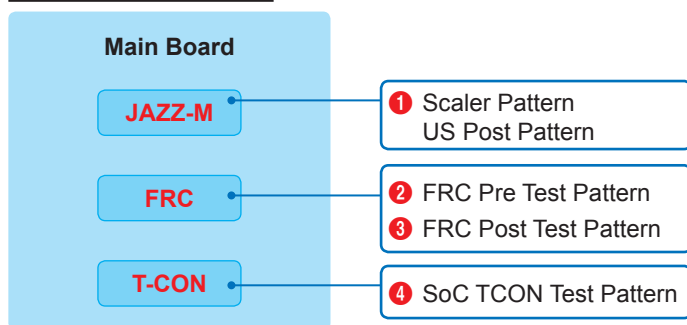 Main Board
JAZZ-M
1 Scaler Pattern
US Post Pattern
FRC
2 FRC Pre Test Pattern
3 FRC Post Test Pattern
T-CON
4 SoC TCON Test Pattern